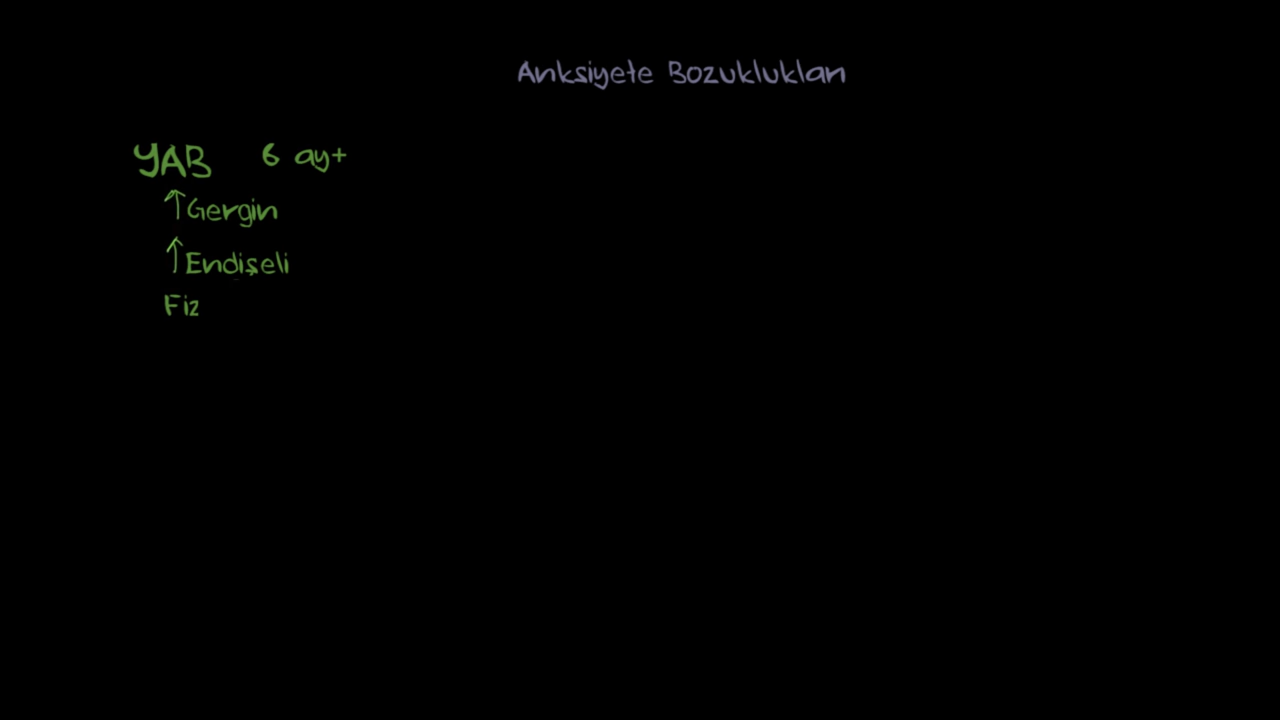 Anksiyete Bozuklukları
YAB 6 ay+
↑Gergin
↑Endişeli
Fiz